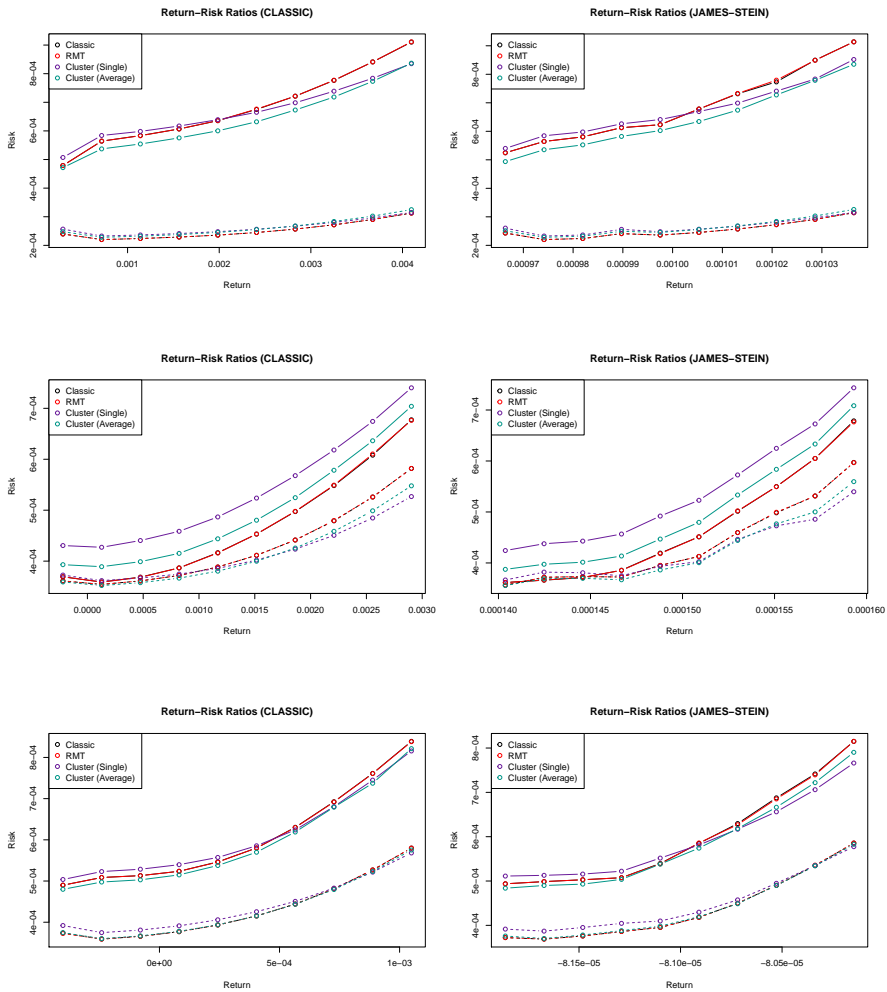 Return−Risk Ratios (CLASSIC)
Classic
RMT
Cluster (Single)
Cluster (Average)
Risk
2e−04
4e−04
6e−04
8e−04
0.001
0.002
0.003
0.004
Return
Return−Risk Ratios (JAMES−STEIN)
Classic
RMT
Cluster (Single)
Cluster (Average)
Risk
2e−04
4e−04
6e−04
8e−04
0.00097
0.00098
0.00099
0.00100
0.00101
0.00102
0.00103
Return
Return−Risk Ratios (CLASSIC)
Classic
RMT
Cluster (Single)
Cluster (Average)
Risk
4e−04
5e−04
6e−04
7e−04
0.0000
0.0005
0.0010
0.0015
0.0020
0.0025
0.0030
Return
Return−Risk Ratios (JAMES−STEIN)
Classic
RMT
Cluster (Single)
Cluster (Average)
Risk
4e−04
5e−04
6e−04
7e−04
0.000140
0.000145
0.000150
0.000155
0.000160
Return
Return−Risk Ratios (CLASSIC)
Classic
RMT
Cluster (Single)
Cluster (Average)
Risk
4e−04
5e−04
6e−04
7e−04
8e−04
0e+00
5e−04
1e−03
Return
Return−Risk Ratios (JAMES−STEIN)
Classic
RMT
Cluster (Single)
Cluster (Average)
Risk
4e−04
5e−04
6e−04
7e−04
8e−04
−8.15e−05
−8.10e−05
−8.05e−05
Return